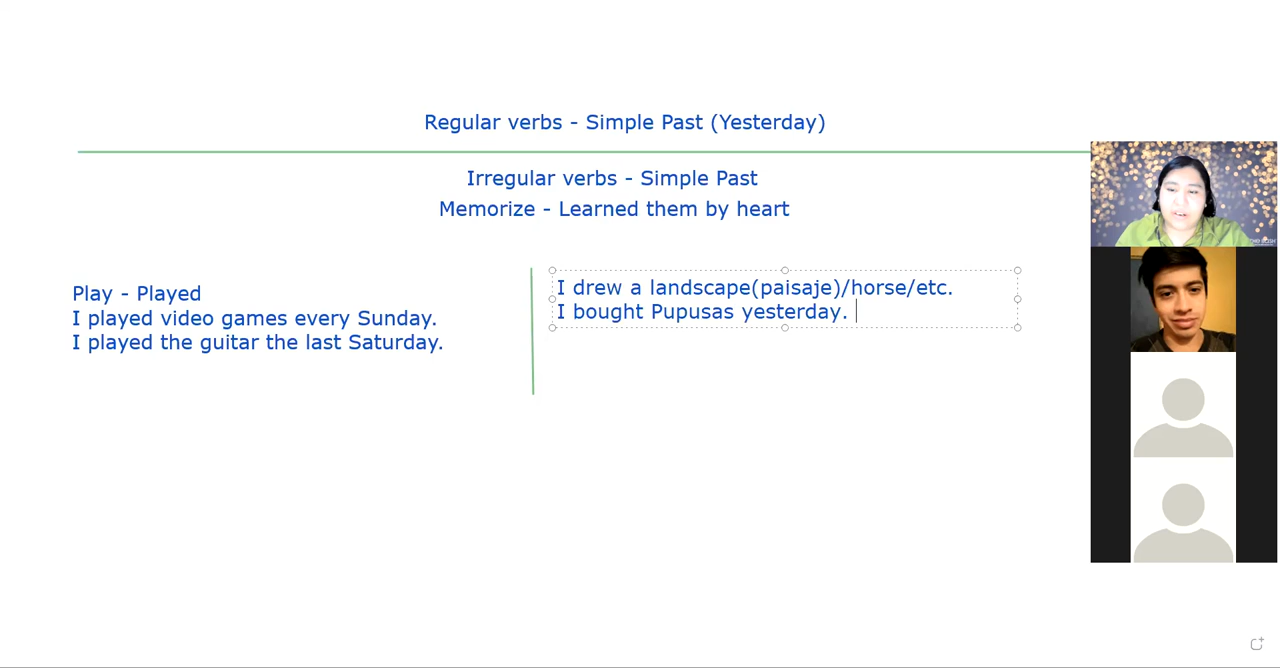 Regular verbs - Simple Past (Yesterday)
Irregular verbs - Simple Past
Memorize - Learned them by heart
Play - Played
I played video games every Sunday.
I played the guitar the last Saturday.
I drew a landscape(paisaje)/horse/etc.
I bought Pupusas yesterday.